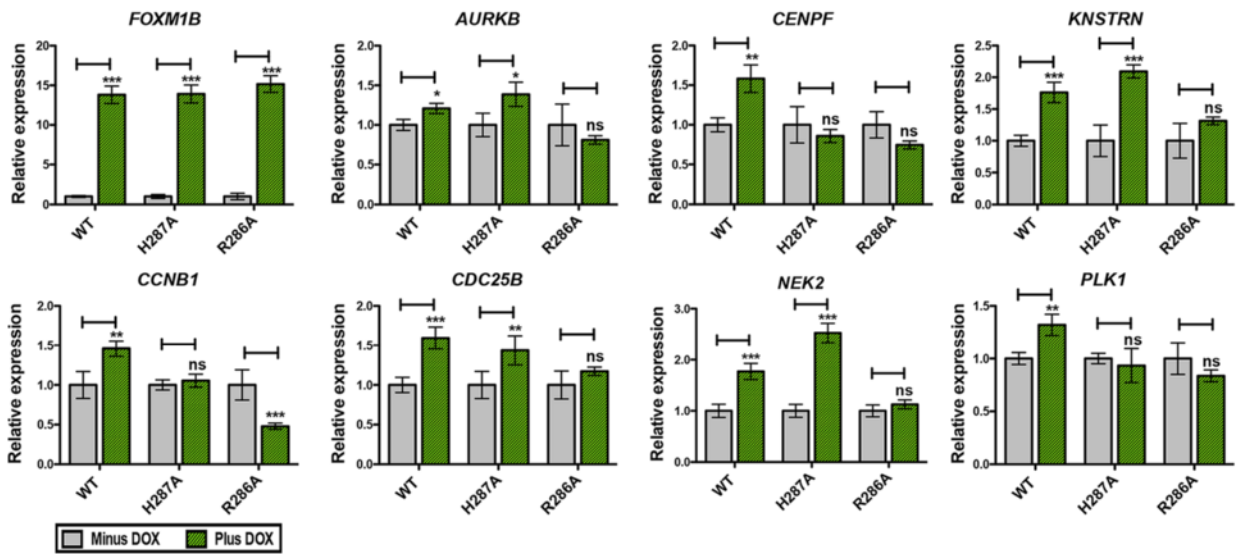 FOXM1B
Relative expression
20
15
10
5
0
***
***
***
WT
H287A
R286A
AURKB
Relative expression
2.0
1.5
1.0
0.5
0.0
*
*
ns
WT
H287A
R286A
CENPF
Relative expression
2.0
1.5
1.0
0.5
0.0
**
ns
ns
WT
H287A
R286A
KNSTRN
Relative expression
2.5
2.0
1.5
1.0
0.5
0.0
***
***
ns
WT
H287A
R286A
CCNB1
Relative expression
2.0
1.5
1.0
0.5
0.0
**
ns
***
WT
H287A
R286A
CDC25B
Relative expression
2.0
1.5
1.0
0.5
0.0
***
**
ns
WT
H287A
R286A
NEK2
Relative expression
3.0
2.0
1.0
0.0
***
***
ns
WT
H287A
R286A
PLK1
Relative expression
1.5
1.0
0.5
0.0
**
ns
ns
WT
H287A
R286A
Minus DOX Plus DOX